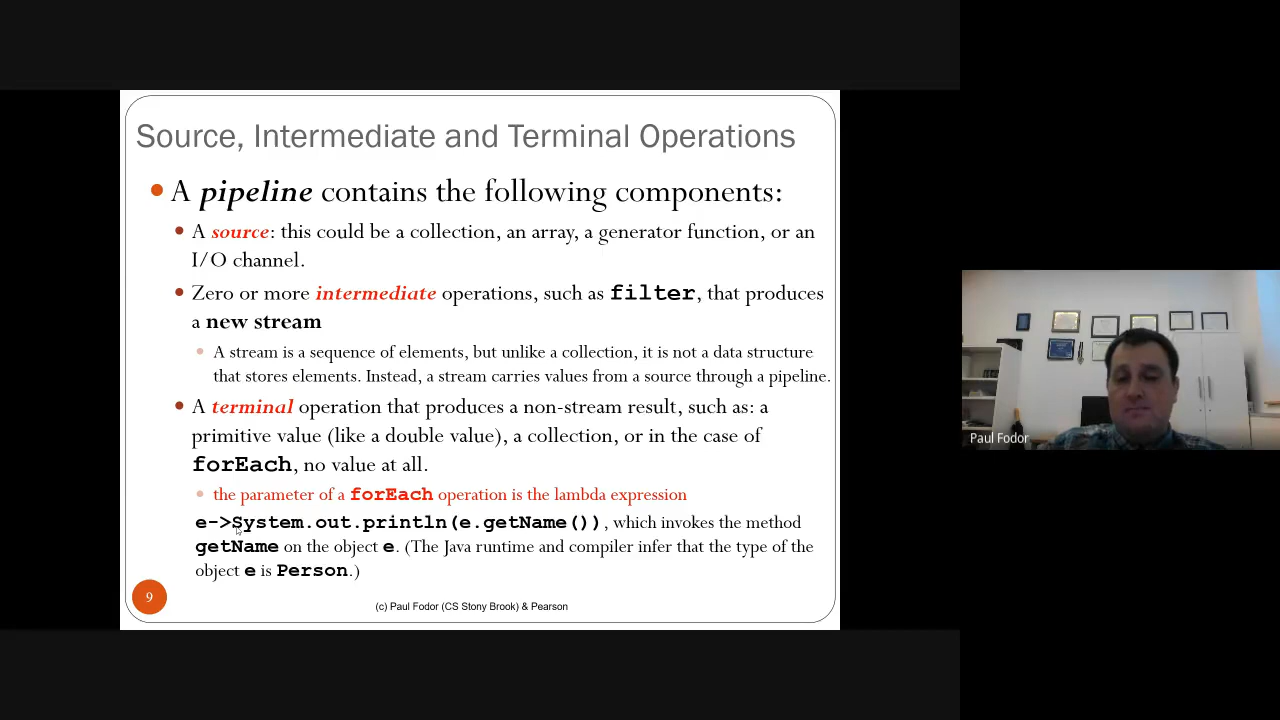 Source, Intermediate and Terminal Operations
• A pipeline contains the following components:
• A source: this could be a collection, an array, a generator function, or an
I/O channel.
• Zero or more intermediate operations, such as filter, that produces
a new stream
• A stream is a sequence of elements, but unlike a collection, it is not a data structure
that stores elements. Instead, a stream carries values from a source through a pipeline.
• A terminal operation that produces a non-stream result, such as: a
primitive value (like a double value), a collection, or in the case of
forEach, no value at all.
• the parameter of a forEach operation is the lambda expression
e->System.out.println(e.getName()), which invokes the method
getName on the object e. (The Java runtime and compiler infer that the type of the
object e is Person.)
9
(c) Paul Fodor (CS Stony Brook) & Pearson
Paul Fodor